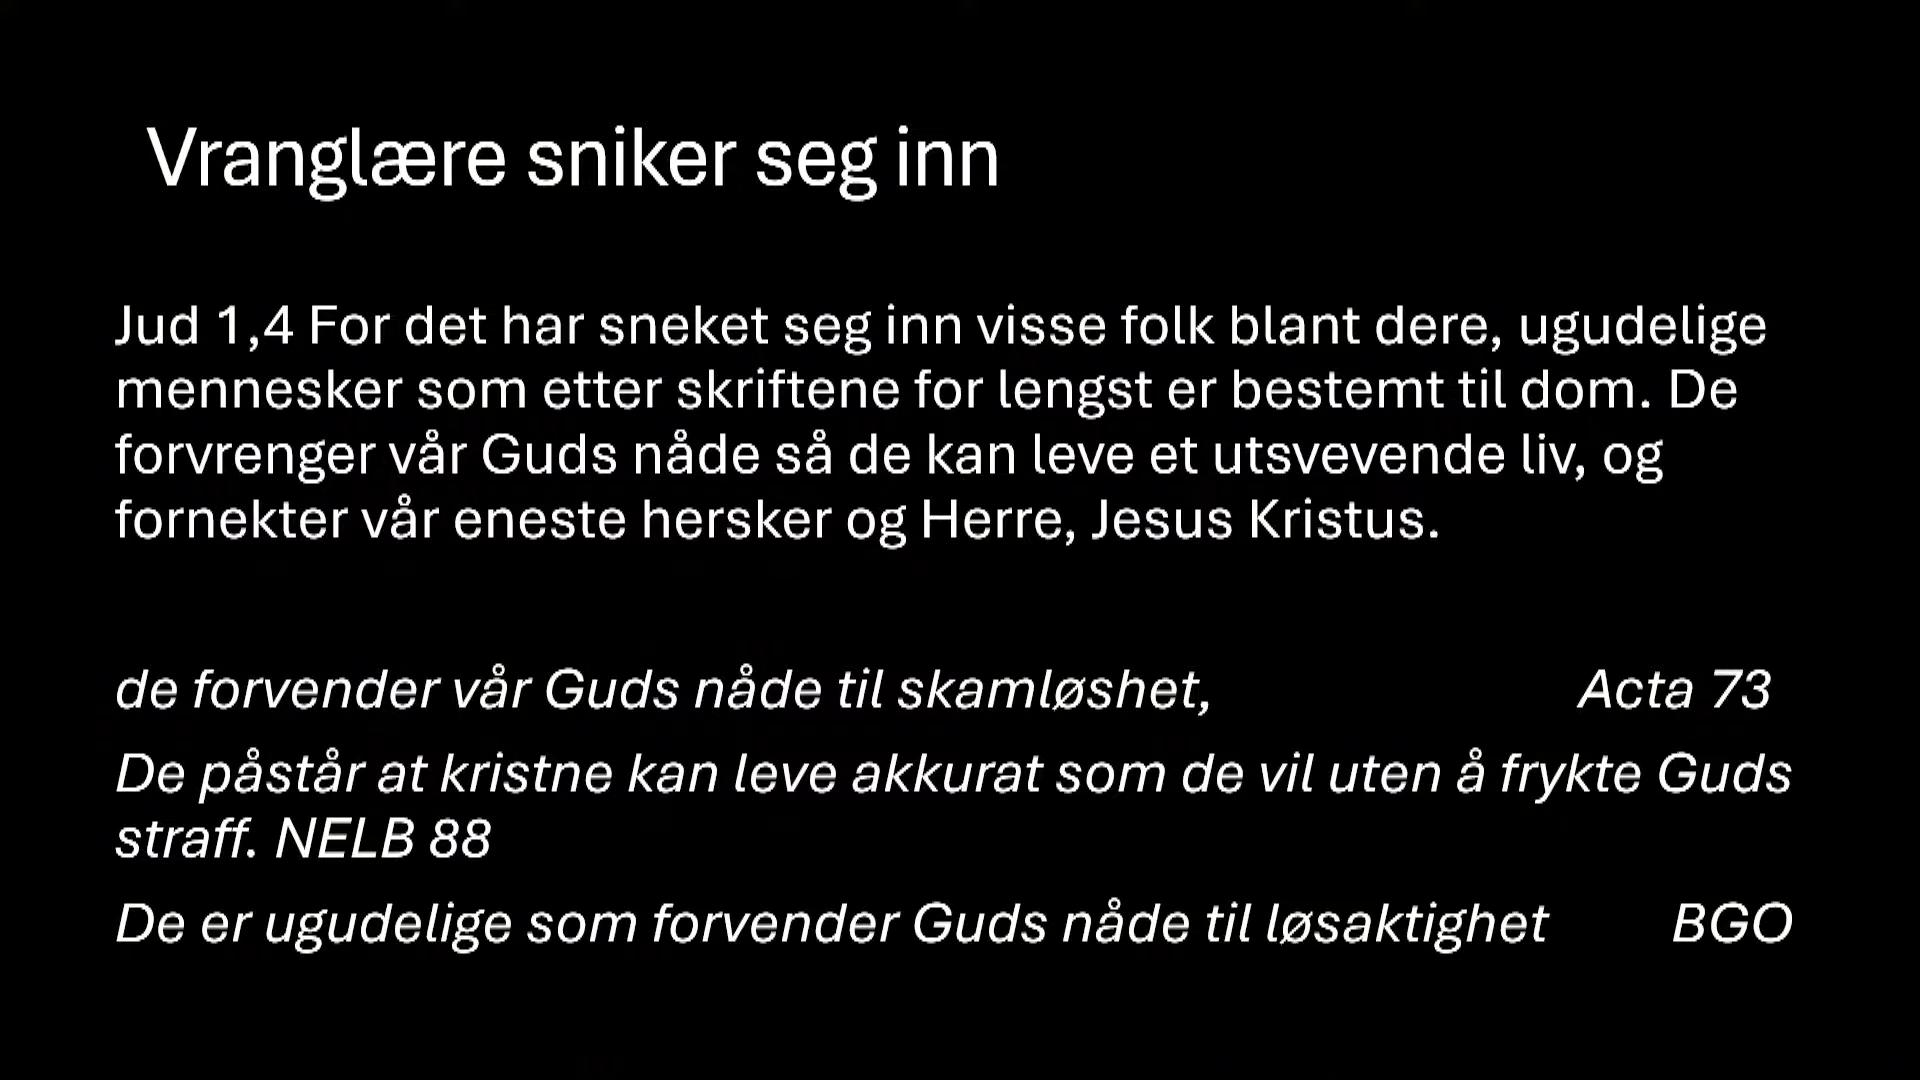 Vranglære sniker seg inn
Jud 1,4 For det har sneket seg inn visse folk blant dere, ugudelige
mennesker som etter skriftene for lengst er bestemt til dom. De
forvrenger vår Guds nåde så de kan leve et utsvevende liv, og
fornekter vår eneste hersker og Herre, Jesus Kristus.
de forvender vår Guds nåde til skamløshet, Acta 73
De påstår at kristne kan leve akkurat som de vil uten å frykte Guds
straff. NELB 88
De er ugudelige som forvender Guds nåde til løsaktighet BGO